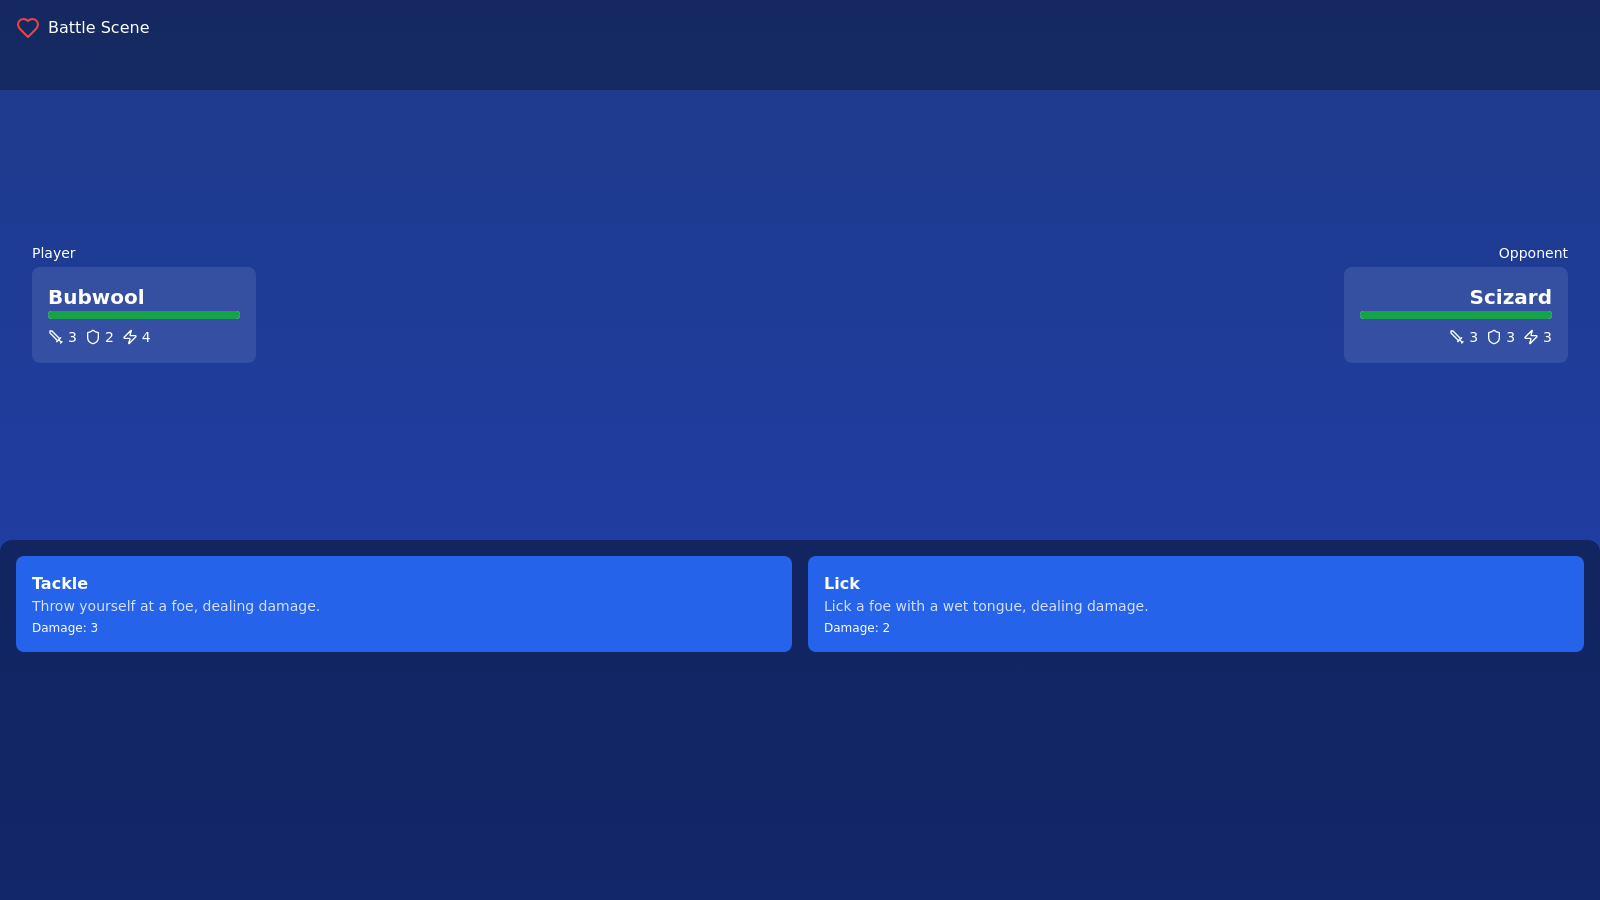 Battle Scene
Player
Bubwool
3 2 4
Opponent
Scizard
3 3 3
Tackle
Throw yourself at a foe, dealing damage.
Damage: 3
Lick
Lick a foe with a wet tongue, dealing damage.
Damage: 2